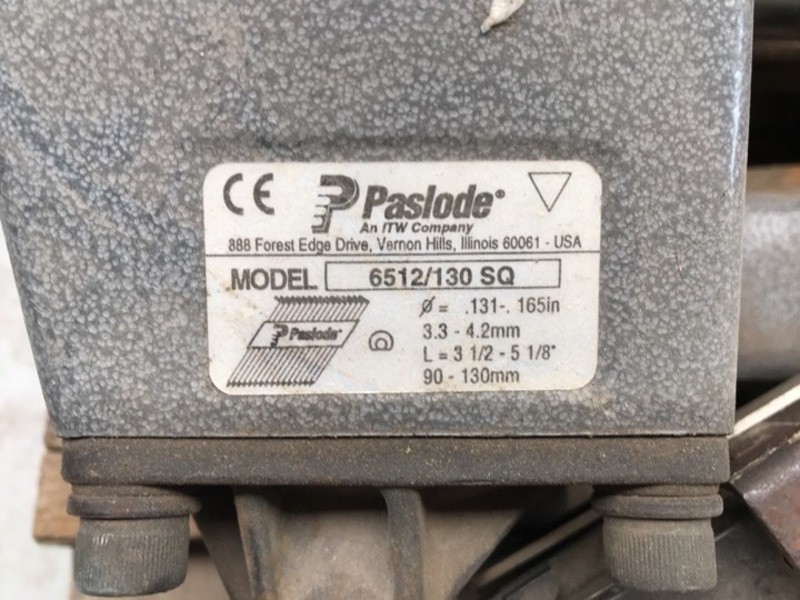 CE Paslode®
An ITW Company
888 Forest Edge Drive, Vernon Hills, Illinois 60061 - USA
MODEL 6512/130 SQ
Ø = .131-. 165in
Paslode®
3.3 - 4.2mm
L = 3 1/2 - 5 1/8"
90 - 130mm